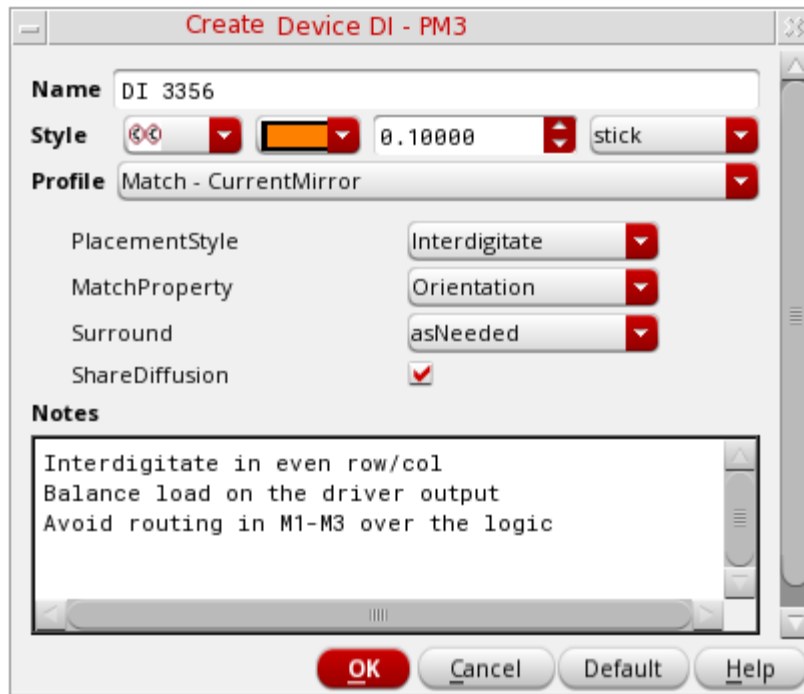 Create Device DI - PM3
Name DI 3356
Style 0.10000 stick
Profile Match - CurrentMirror
PlacementStyle Interdigitate
MatchProperty Orientation
Surround asNeeded
ShareDiffusion
Notes
Interdigitate in even row/col
Balance load on the driver output
Avoid routing in M1-M3 over the logic
OK Cancel Default Help